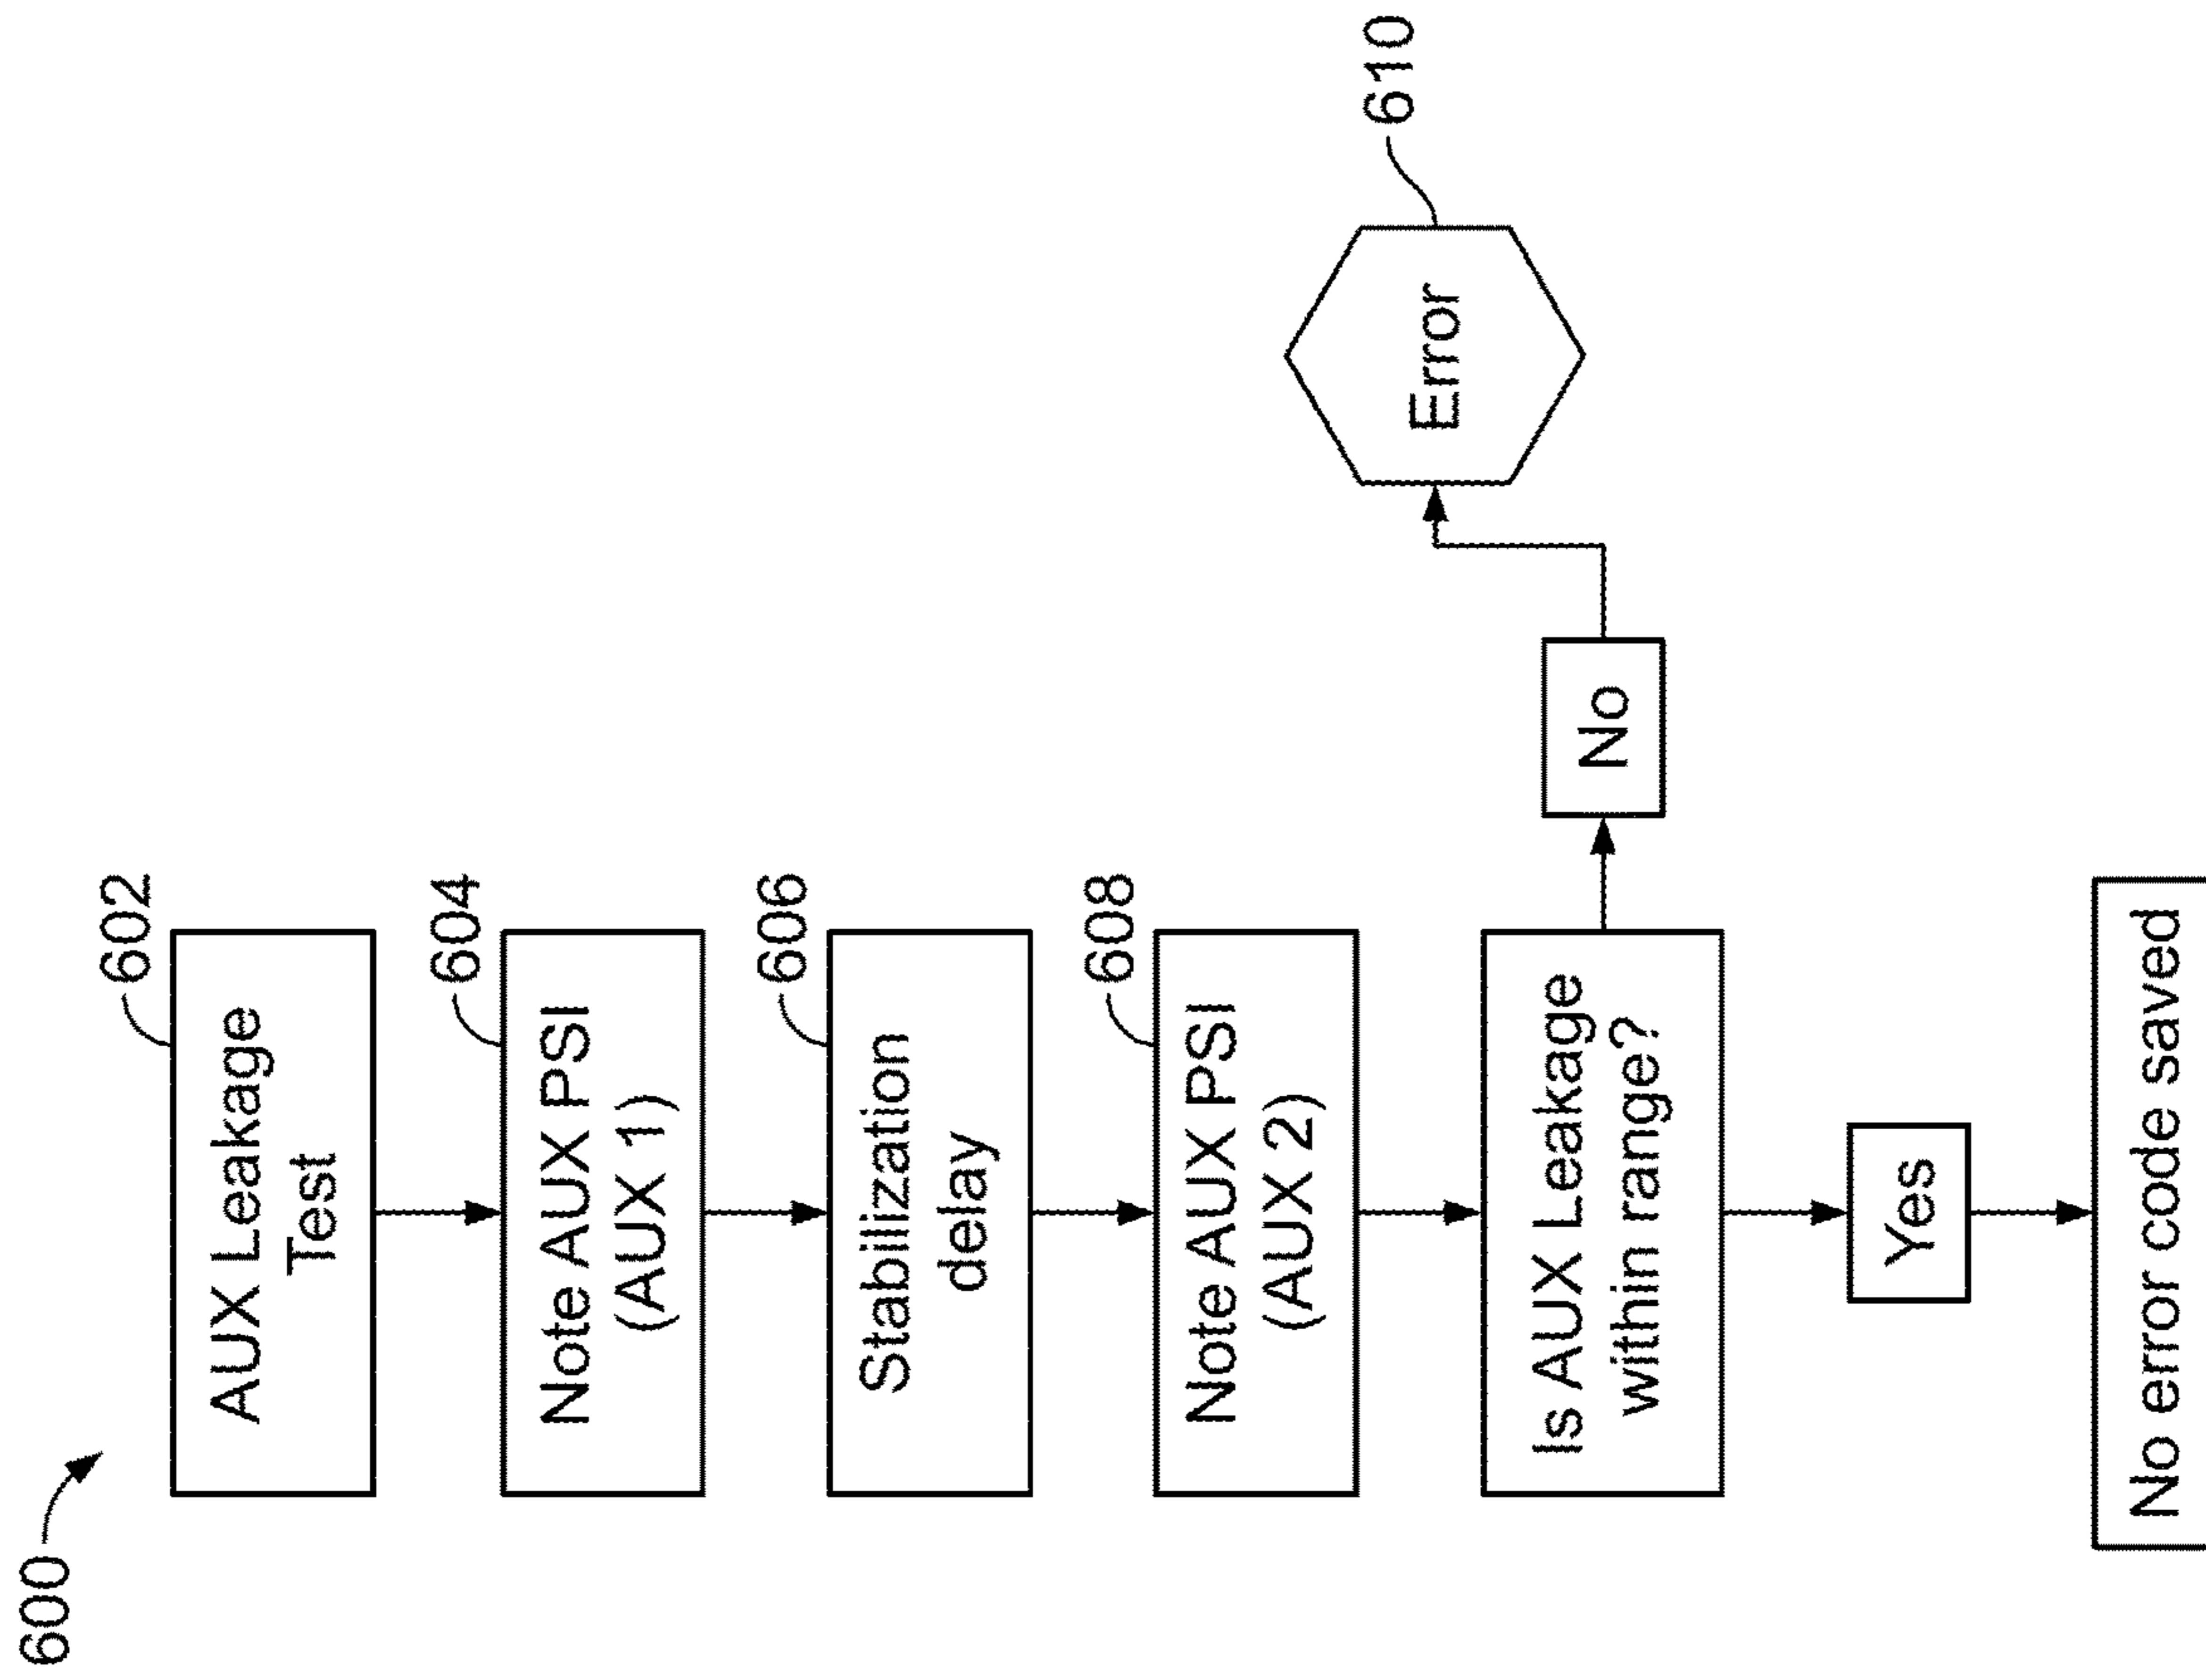 600
602
AUX Leakage
Test
604
Note AUX PSI
(AUX 1)
606
Stabilization
delay
608
Note AUX PSI
(AUX 2)
Is AUX Leakage
within range?
No
610
Error
Yes
No error code saved